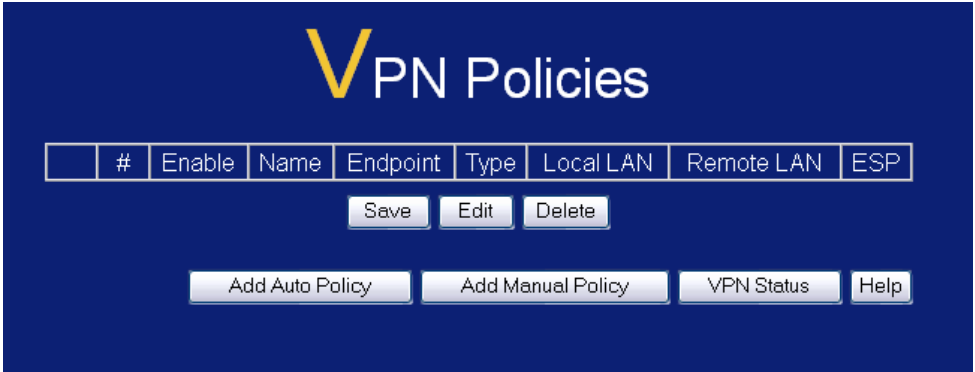 VPN Policies
# Enable Name Endpoint Type Local LAN Remote LAN ESP
Save Edit Delete
Add Auto Policy Add Manual Policy VPN Status Help